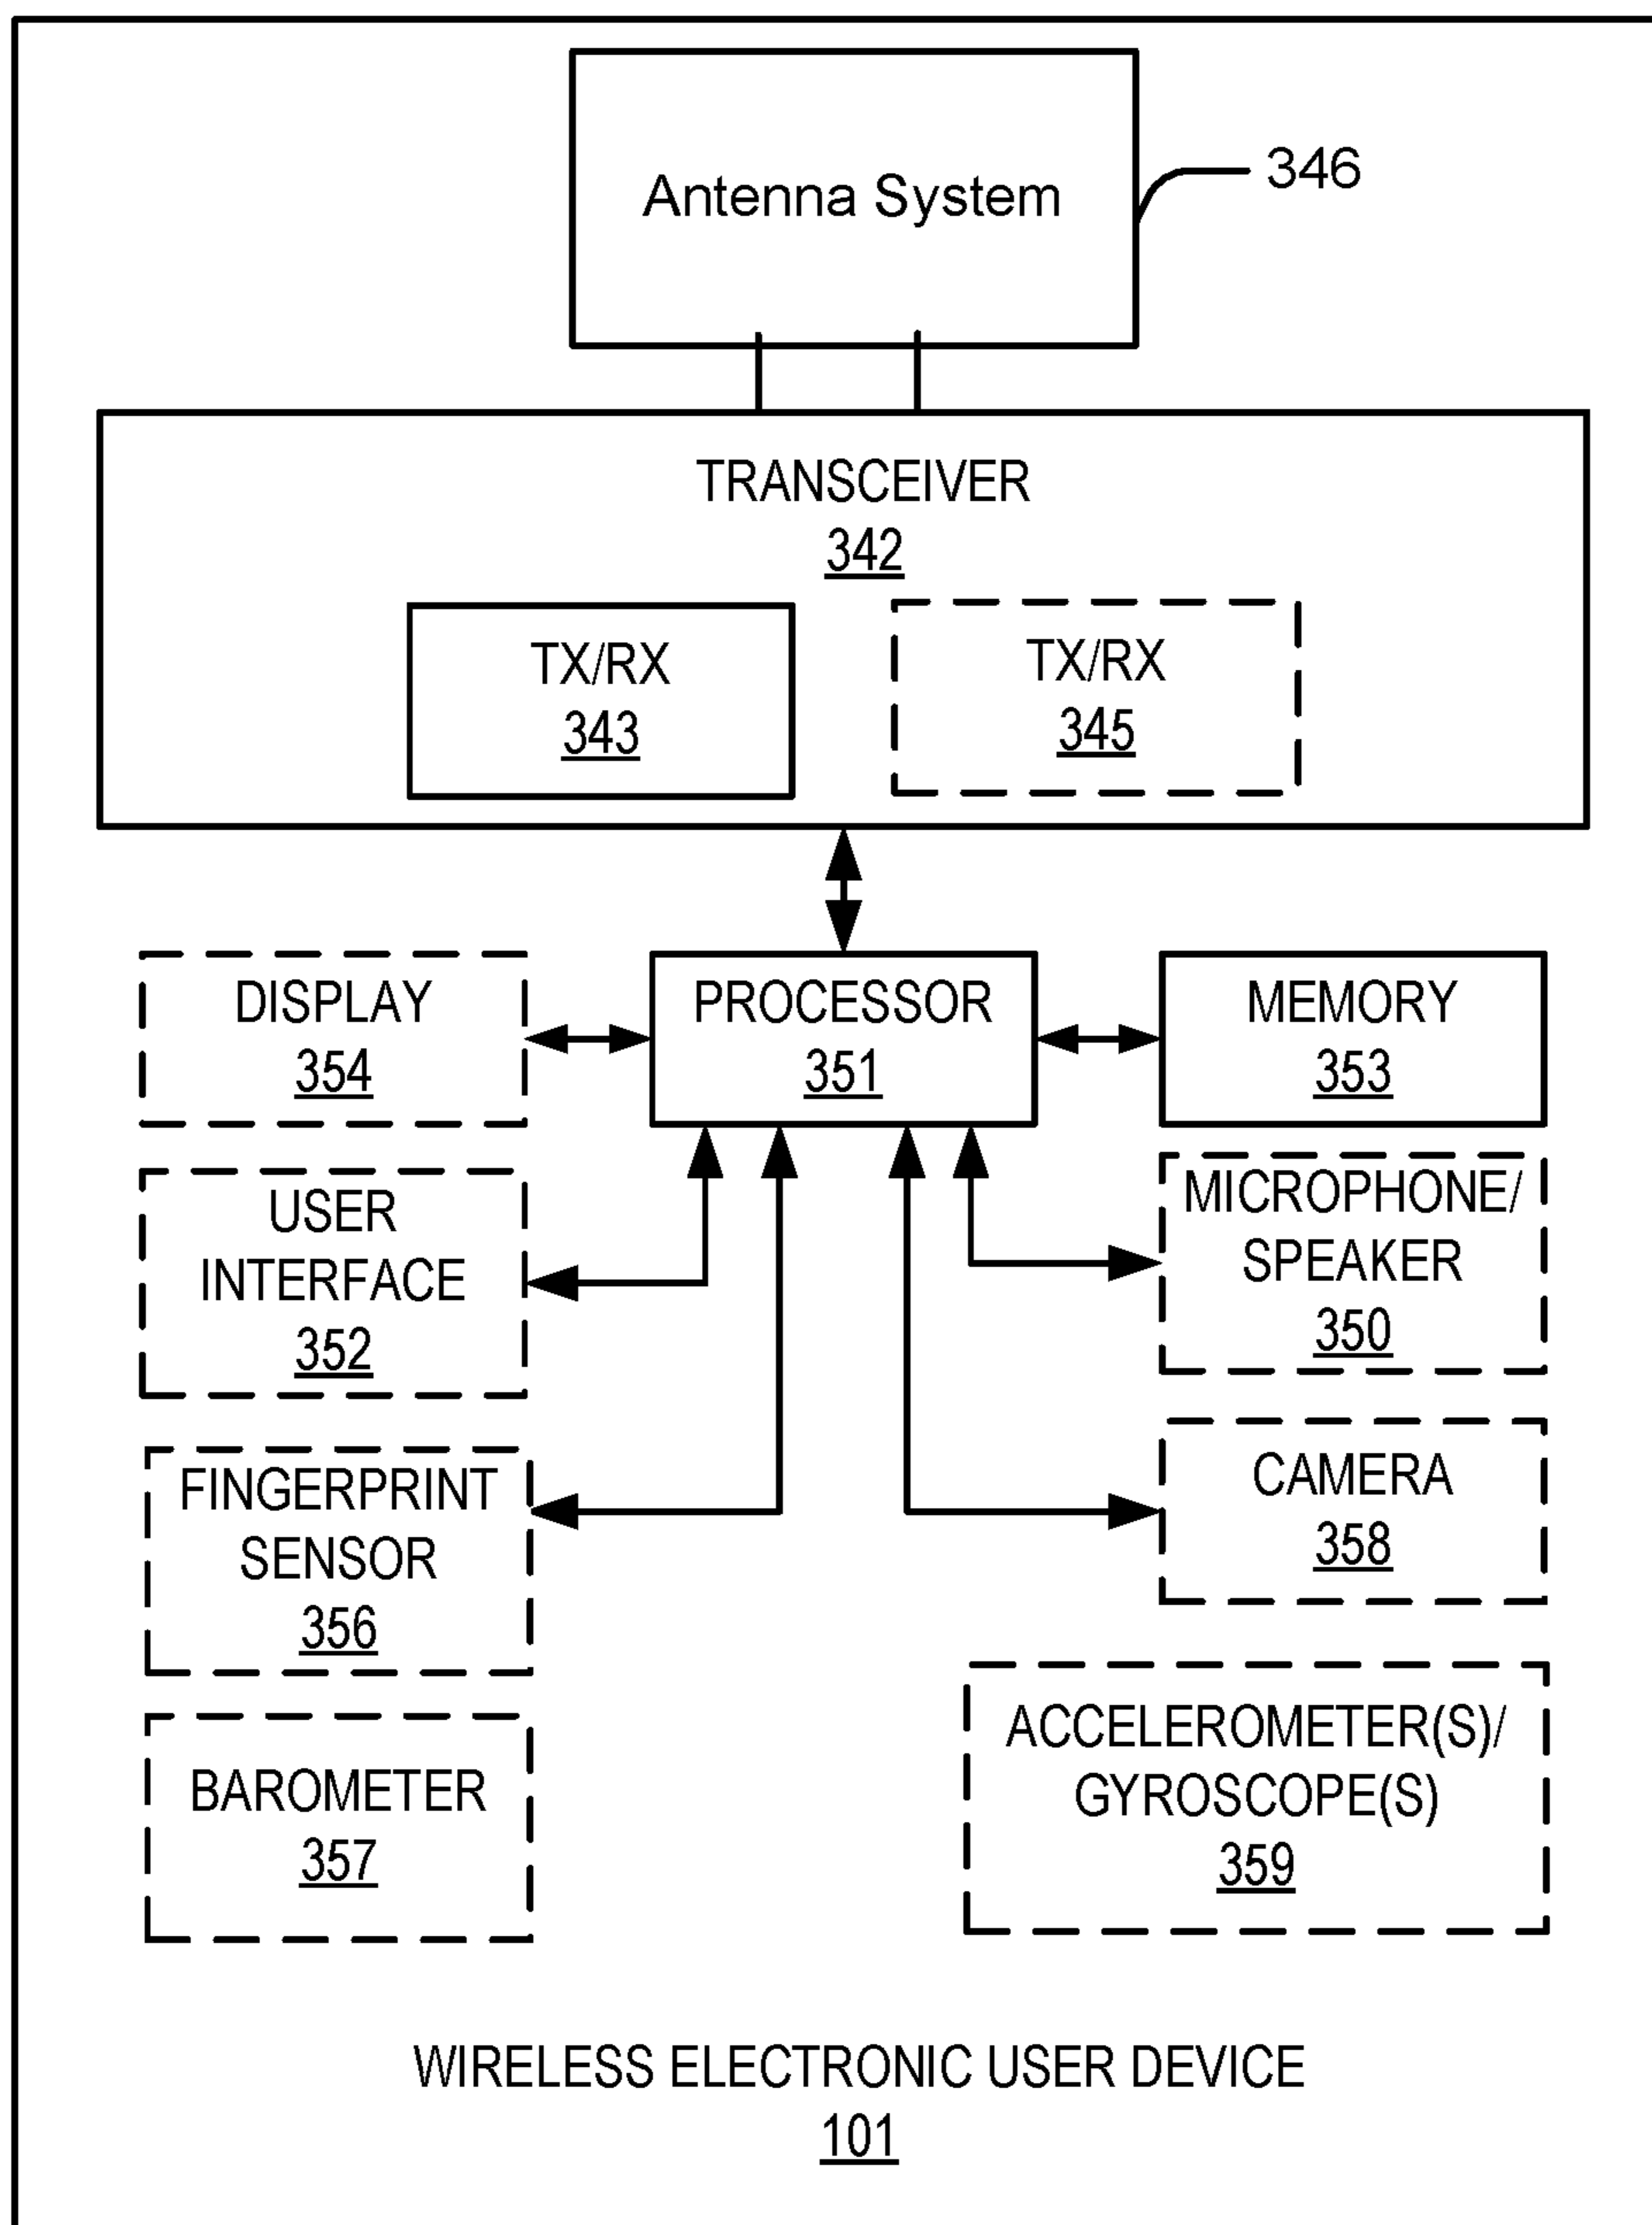 Antenna System
346
TRANSCEIVER
342
TX/RX
343
TX/RX
345
DISPLAY
354
PROCESSOR
351
MEMORY
353
USER
INTERFACE
352
MICROPHONE/
SPEAKER
350
FINGERPRINT
SENSOR
356
CAMERA
358
BAROMETER
357
ACCELEROMETER(S)/
GYROSCOPE(S)
359
WIRELESS ELECTRONIC USER DEVICE
101